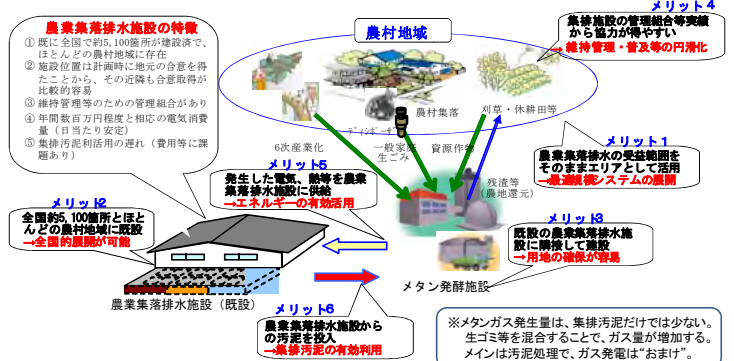 農業集落排水施設の特徴
① 既に全国で約5,100箇所が建設済で、
ほとんどの農村地域に存在
② 施設位置は計画時に地元の合意を得
たことから、その近隣も合意取得が
比較的容易
③ 維持管理等のための管理組合があり
④ 年間数百万円程度と相応の電気消費
量（日当たり安定）
⑤ 集排汚泥利活用の遅れ（費用等に課
題あり）
農村地域
メリット4
集排施設の管理組合等実績
から協力が得やすい
→維持管理・普及等の円滑化
農村集落
刈草・休耕田等
ディスポーザー
6次産業化
一般家庭
生ごみ
資源作物
メリット1
農業集落排水の受益範囲を
そのままエリアとして活用
→最適規模システムの展開
メリット5
発生した電気、熱等を農業
集落排水施設に供給
→エネルギーの有効活用
残渣等
（農地還元）
メリット2
全国約5,100箇所とほと
んどの農村地域に既設
→全国的展開が可能
メリット3
既設の農業集落排水施
設に隣接して建設
→用地の確保が容易
メタン発酵施設
農業集落排水施設（既設）
メリット6
農業集落排水施設から
の汚泥を投入
→集排汚泥の有効利用
※メタンガス発生量は、集排汚泥だけでは少ない。
生ゴミ等を混合することで、ガス量が増加する。
メインは汚泥処理で、ガス発電は“おまけ”。